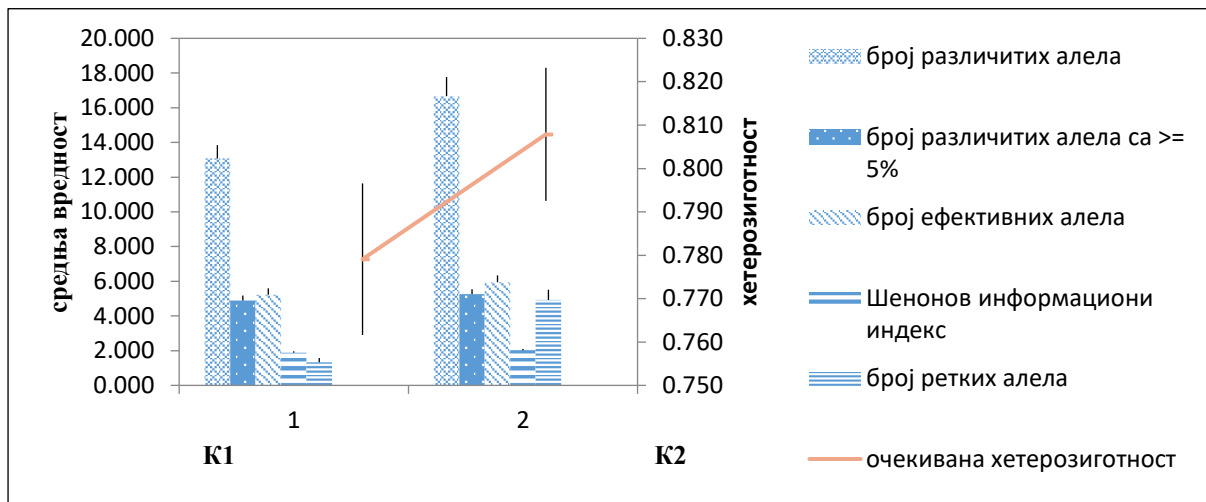 20.000
18.000
16.000
14.000
12.000
10.000
8.000
6.000
4.000
2.000
0.000
средња вредност
0.830
0.820
0.810
0.800
0.790
0.780
0.770
0.760
0.750
хетерозиготност
1
2
К1
К2
број различитих алела
број различитих алела са >=
5%
број ефективних алела
Шенонов информациони
индекс
број ретких алела
очекивана хетерозиготност